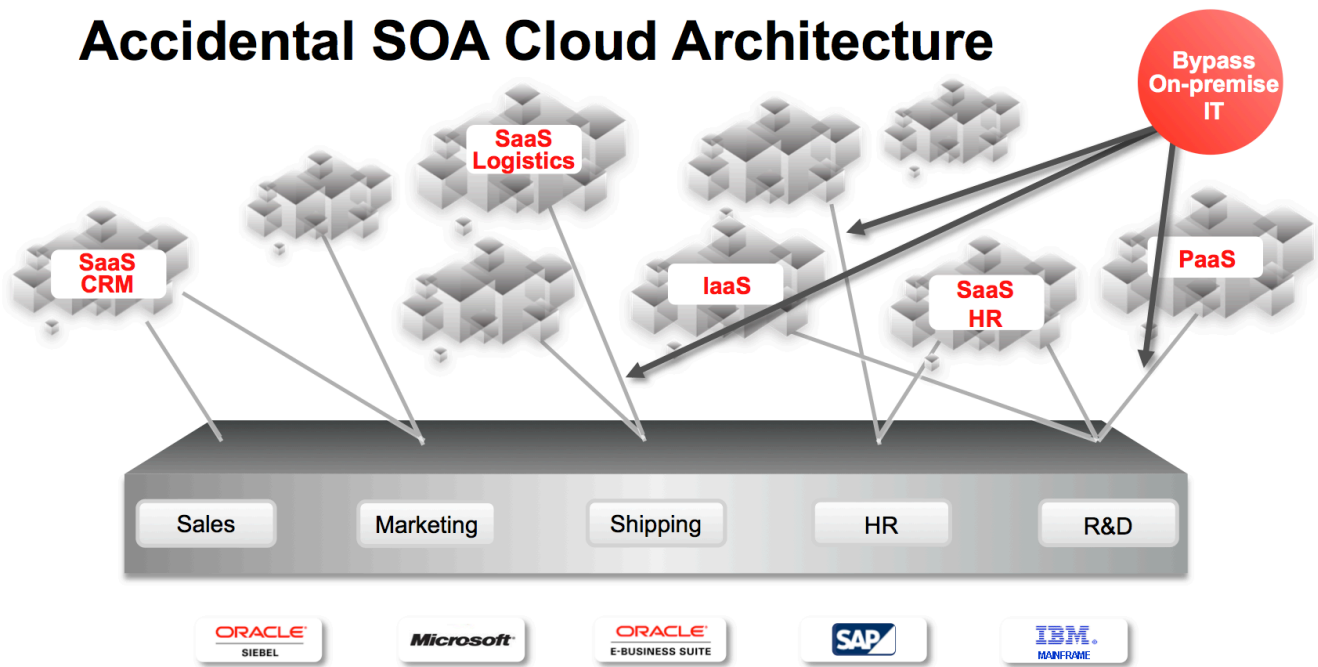 Accidental SOA Cloud Architecture
Bypass
On-premise
IT
SaaS
Logistics
SaaS
CRM
IaaS
SaaS
HR
PaaS
Sales
Marketing
Shipping
HR
R&D
ORACLE®
SIEBEL
Microsoft®
ORACLE®
E-BUSINESS SUITE
SAP
IBM®
MAINFRAME